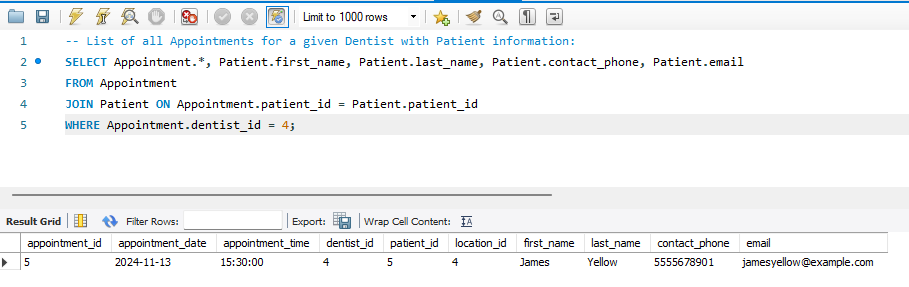 Limit to 1000 rows
1 -- List of all Appointments for a given Dentist with Patient information:
2 SELECT Appointment.*, Patient.first_name, Patient.last_name, Patient.contact_phone, Patient.email
3 FROM Appointment
4 JOIN Patient ON Appointment.patient_id = Patient.patient_id
5 WHERE Appointment.dentist_id = 4;
Result Grid Filter Rows: Export: Wrap Cell Content:
appointment_id appointment_date appointment_time dentist_id patient_id location_id first_name last_name contact_phone email
5 2024-11-13 15:30:00 4 5 4 James Yellow 5555678901 jamesyellow@example.com